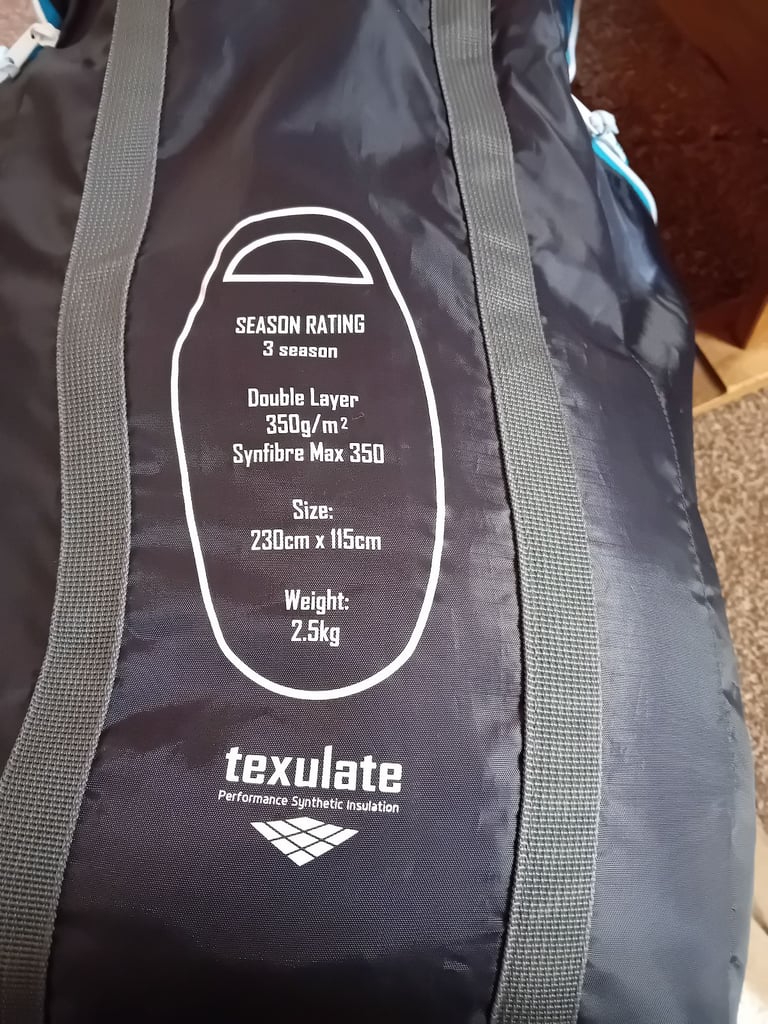 SEASON RATING
3 season
Double Layer
350g/m²
Synfibre Max 350
Size:
230cm x 115cm
Weight:
2.5kg
texulate
Performance Synthetic Insulation